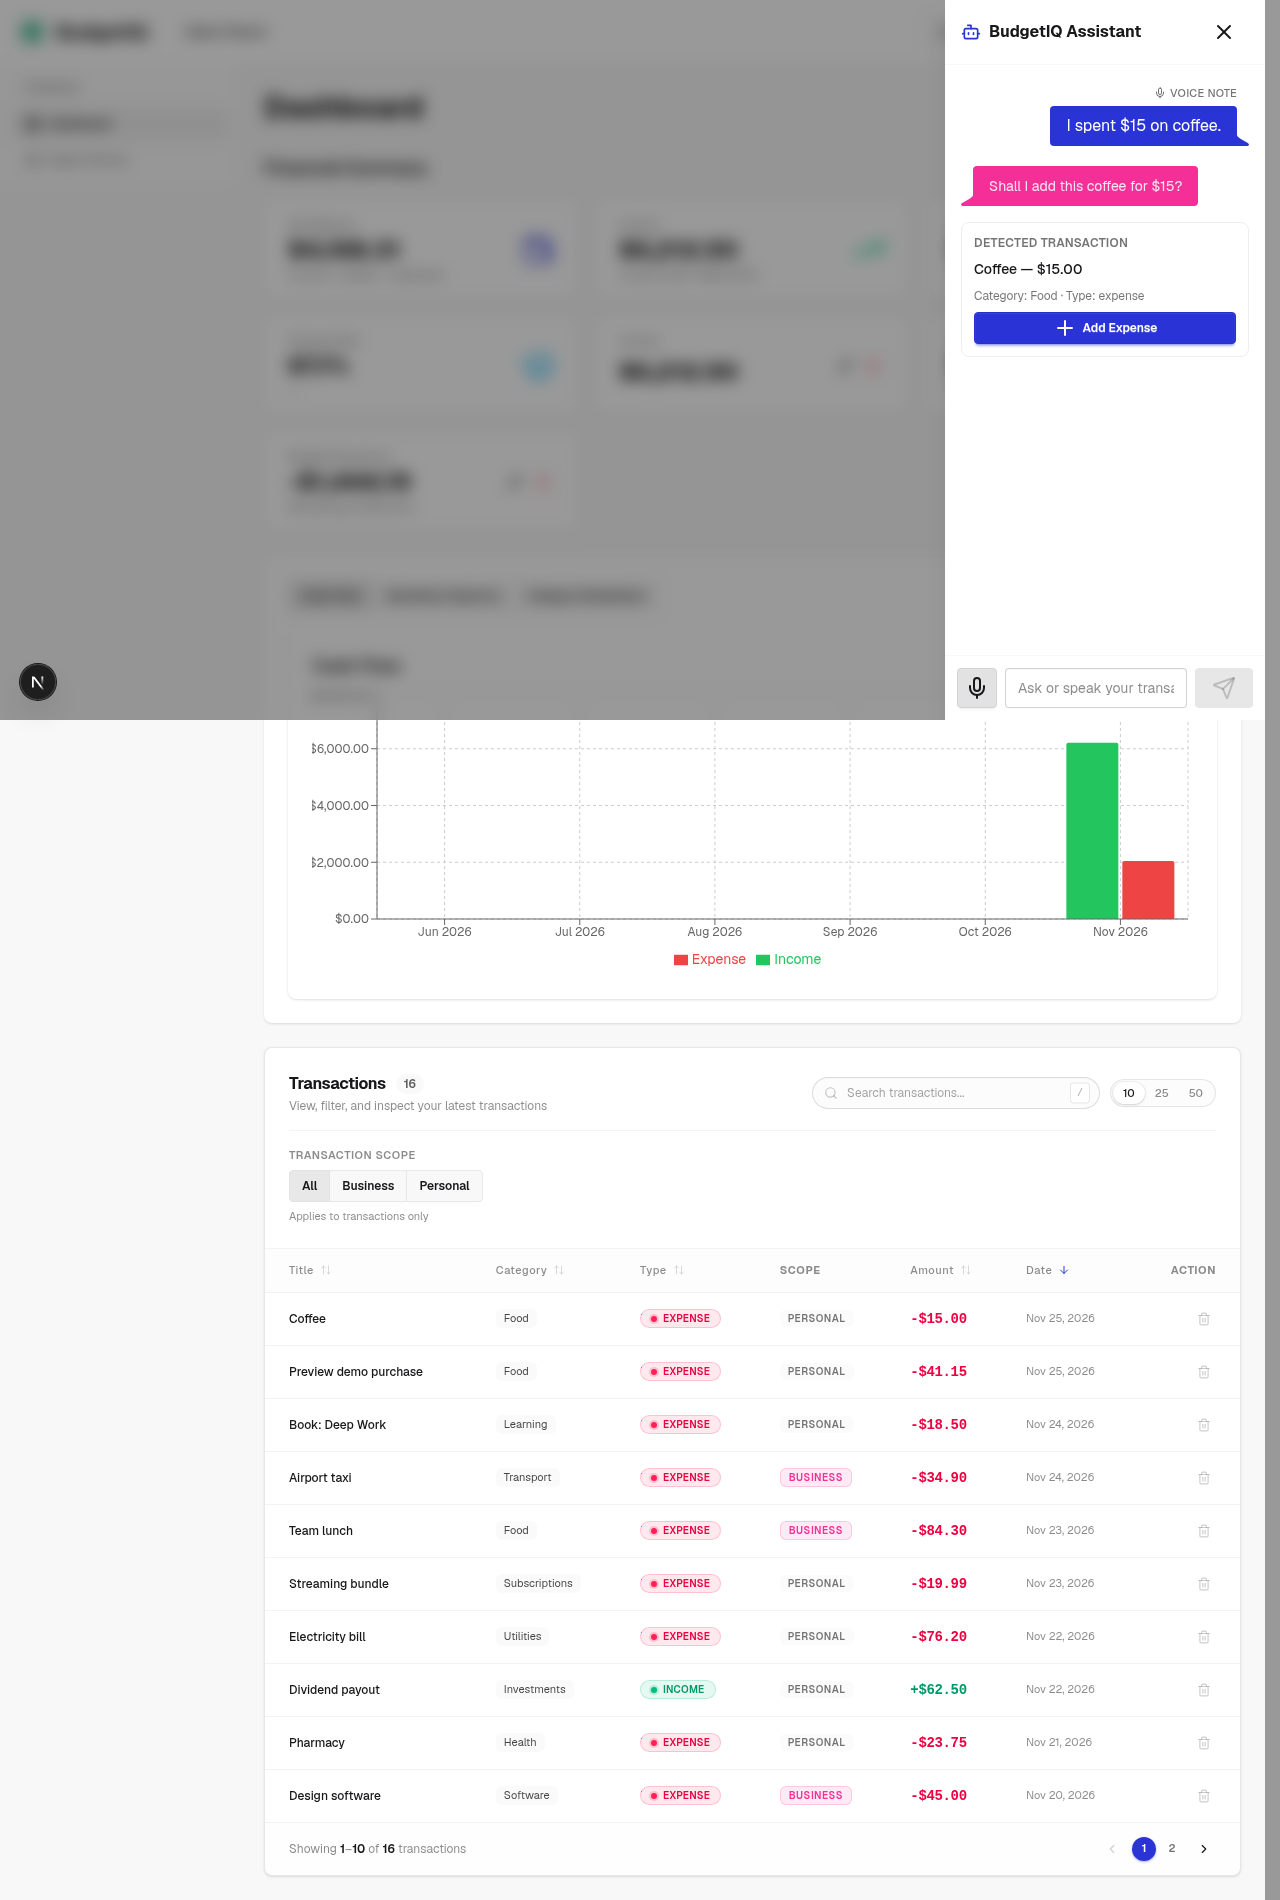 BudgetIQ Assistant
VOICE NOTE
I spent $15 on coffee.
Shall I add this coffee for $15?
DETECTED TRANSACTION
Coffee — $15.00
Category: Food · Type: expense
Add Expense
Ask or speak your transa
Dashboard
Financial Summary
N
$6,000.00
$4,000.00
$2,000.00
$0.00
Jun 2026 Jul 2026 Aug 2026 Sep 2026 Oct 2026 Nov 2026
Expense Income
Transactions 16
View, filter, and inspect your latest transactions
Search transactions... /
10 25 50
TRANSACTION SCOPE
All Business Personal
Applies to transactions only
Title Category Type SCOPE Amount Date ACTION
Coffee Food EXPENSE PERSONAL -$15.00 Nov 25, 2026
Preview demo purchase Food EXPENSE PERSONAL -$41.15 Nov 25, 2026
Book: Deep Work Learning EXPENSE PERSONAL -$18.50 Nov 24, 2026
Airport taxi Transport EXPENSE BUSINESS -$34.90 Nov 24, 2026
Team lunch Food EXPENSE BUSINESS -$84.30 Nov 23, 2026
Streaming bundle Subscriptions EXPENSE PERSONAL -$19.99 Nov 23, 2026
Electricity bill Utilities EXPENSE PERSONAL -$76.20 Nov 22, 2026
Dividend payout Investments INCOME PERSONAL +$62.50 Nov 22, 2026
Pharmacy Health EXPENSE PERSONAL -$23.75 Nov 21, 2026
Design software Software EXPENSE BUSINESS -$45.00 Nov 20, 2026
Showing 1–10 of 16 transactions
1 2